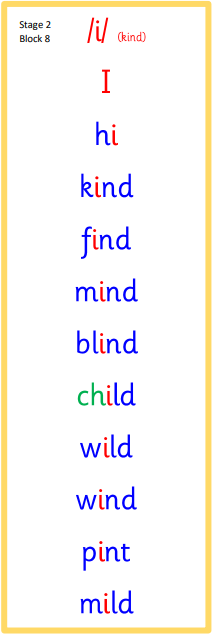 Stage 2
Block 8
/i/ (kind)
I
hi
kind
find
mind
blind
child
wild
wind
pint
mild